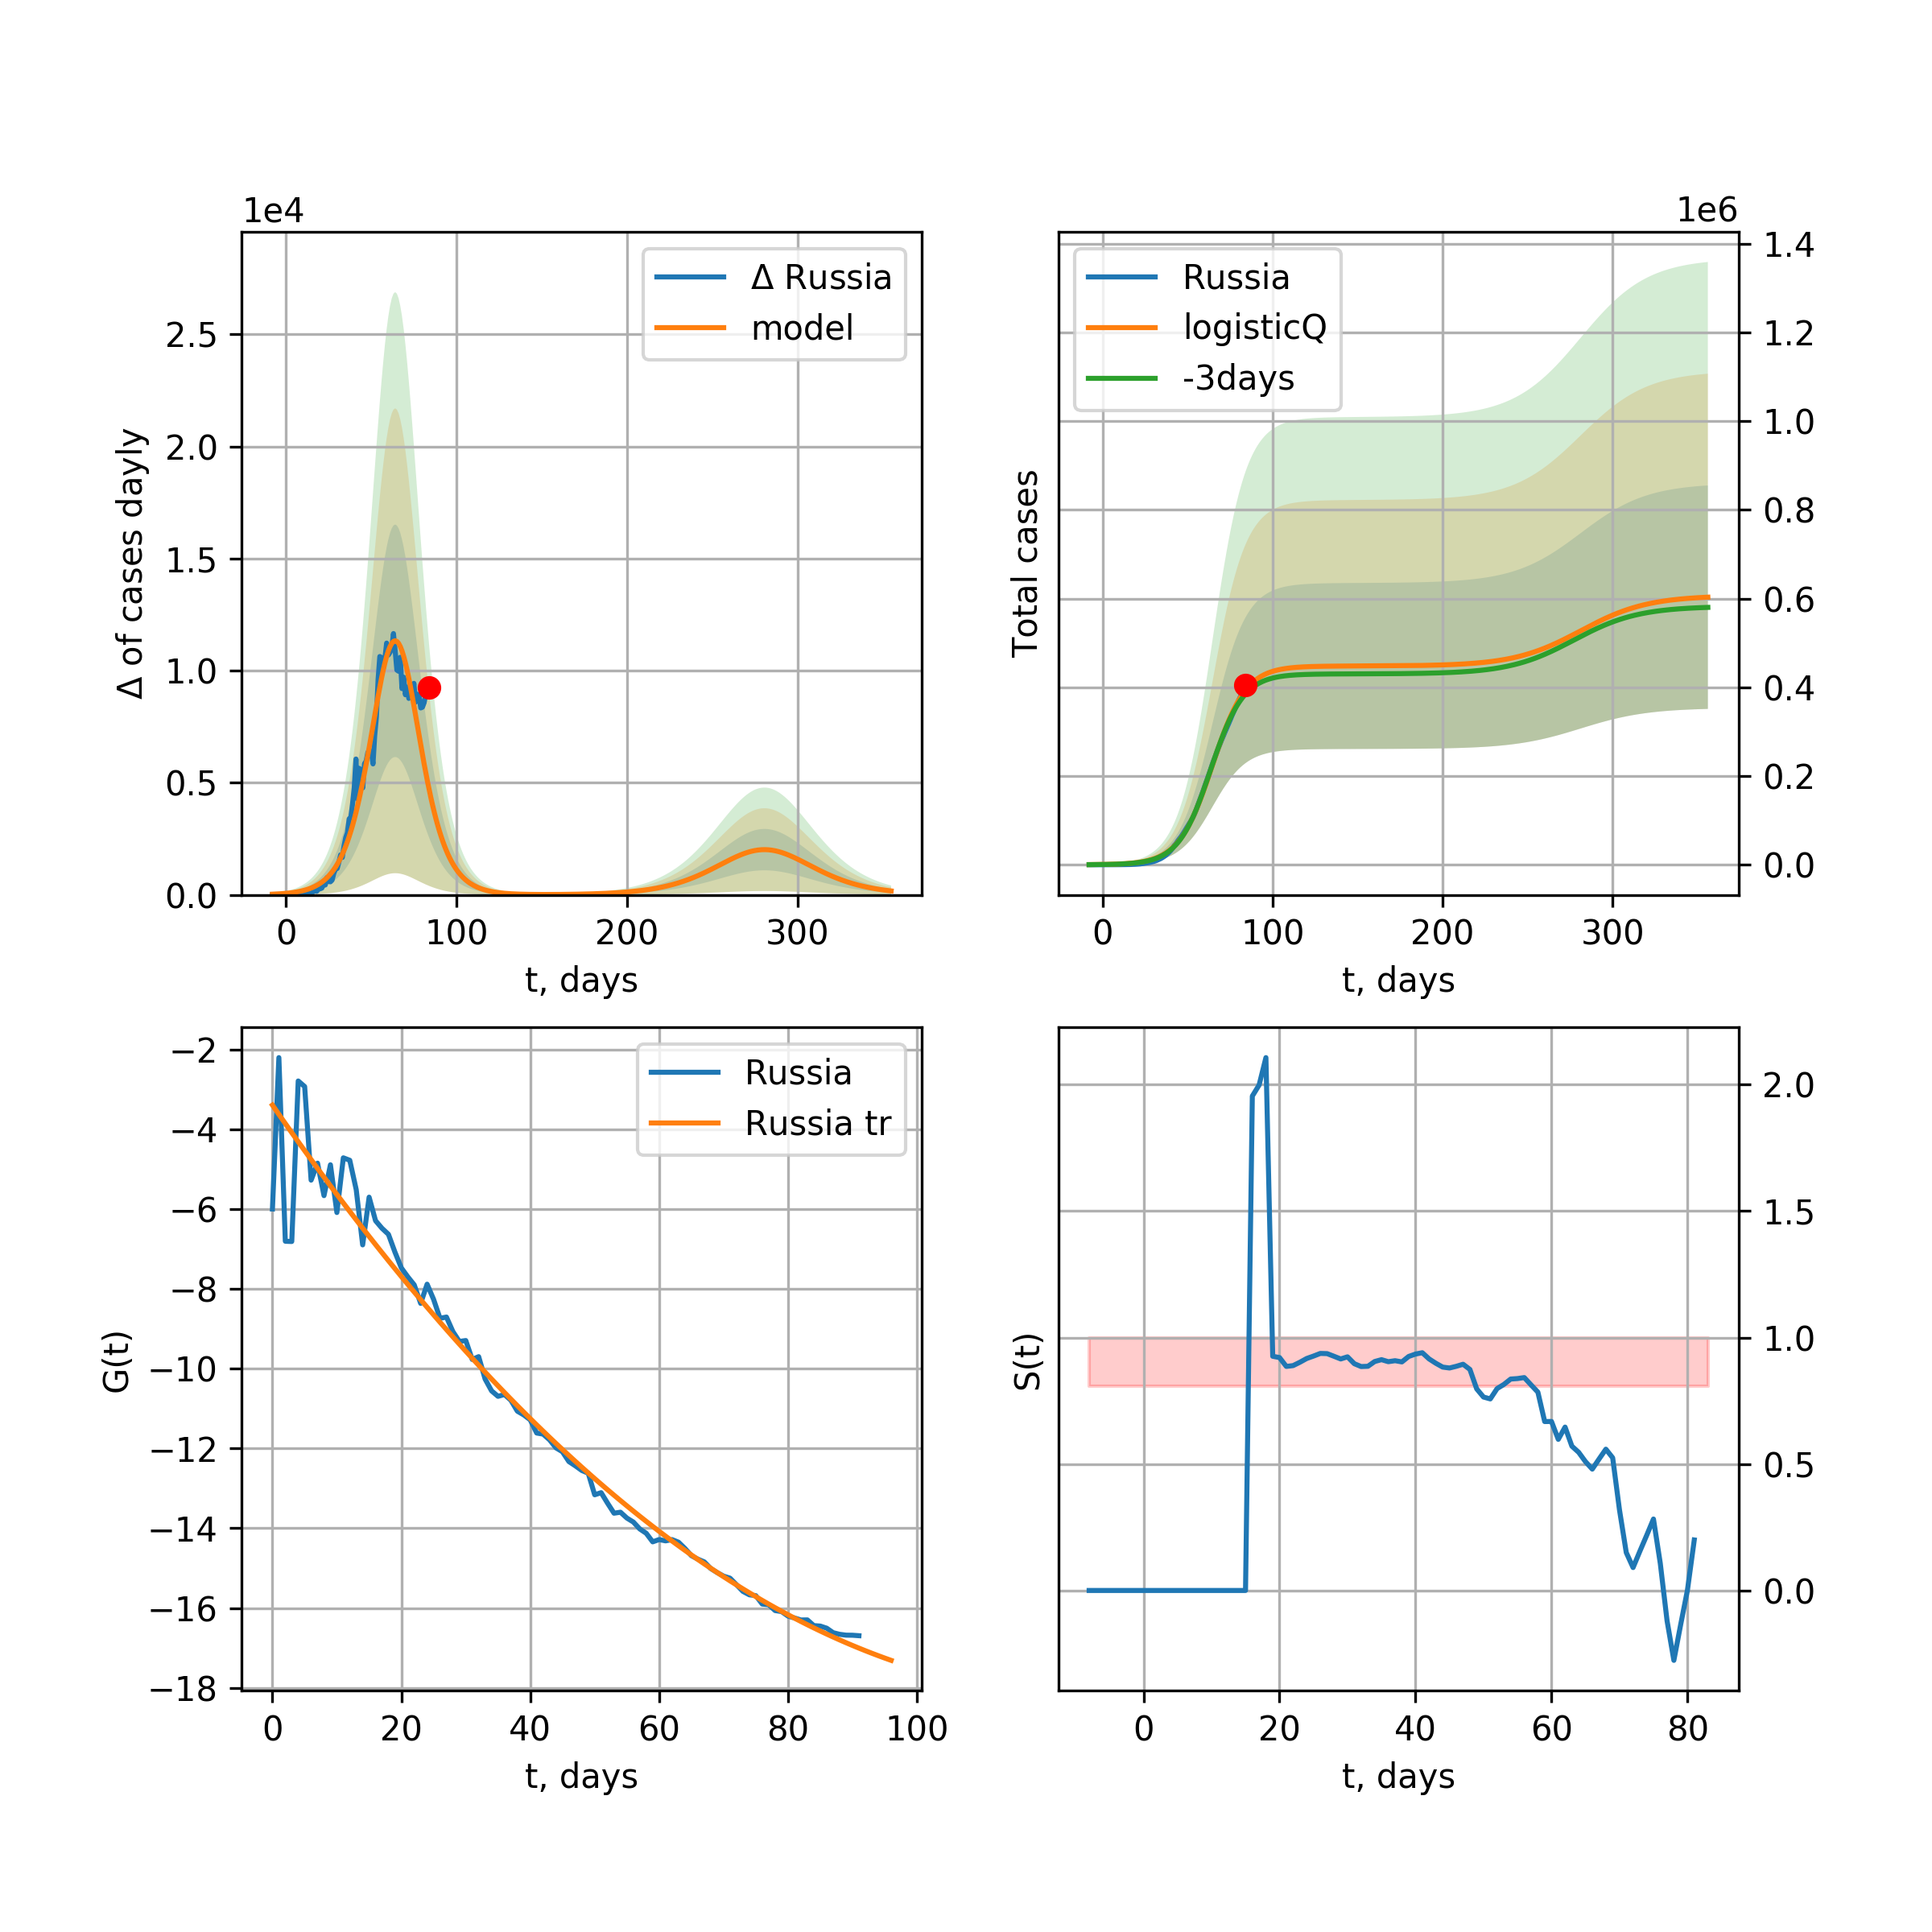 1e4
Δ of cases dayly
2.5
2.0
1.5
1.0
0.5
0.0
0 100 200 300
t, days
Δ Russia
model
1e6
Total cases
1.4
1.2
1.0
0.8
0.6
0.4
0.2
0.0
0 100 200 300
t, days
Russia
logisticQ
-3days
G(t)
−2
−4
−6
−8
−10
−12
−14
−16
−18
0 20 40 60 80 100
t, days
Russia
Russia tr
S(t)
2.0
1.5
1.0
0.5
0.0
0 20 40 60 80
t, days